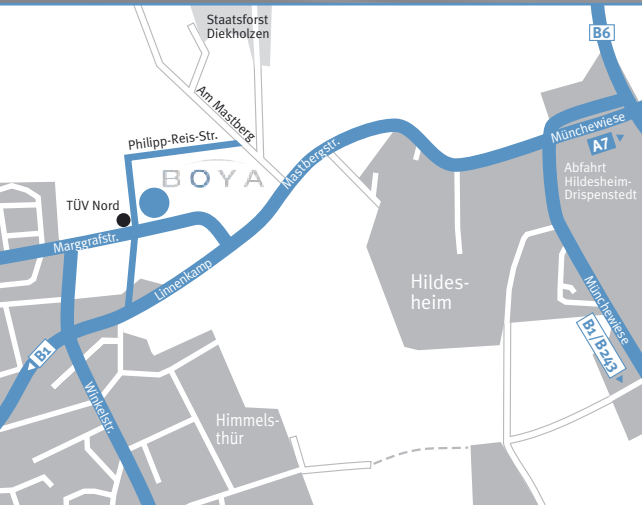 Staatsforst
Diekholzen
B6
Am Mastberg
Münchewiese
A7
Philipp-Reis-Str.
Mastbergstr.
BOYA
Abfahrt
Hildesheim-
Drispenstedt
TÜV Nord
Marggrafstr.
Linnenkamp
Hildes-
heim
Münchewiese
B1
B1/B243
Winkelstr.
Himmels-
thür